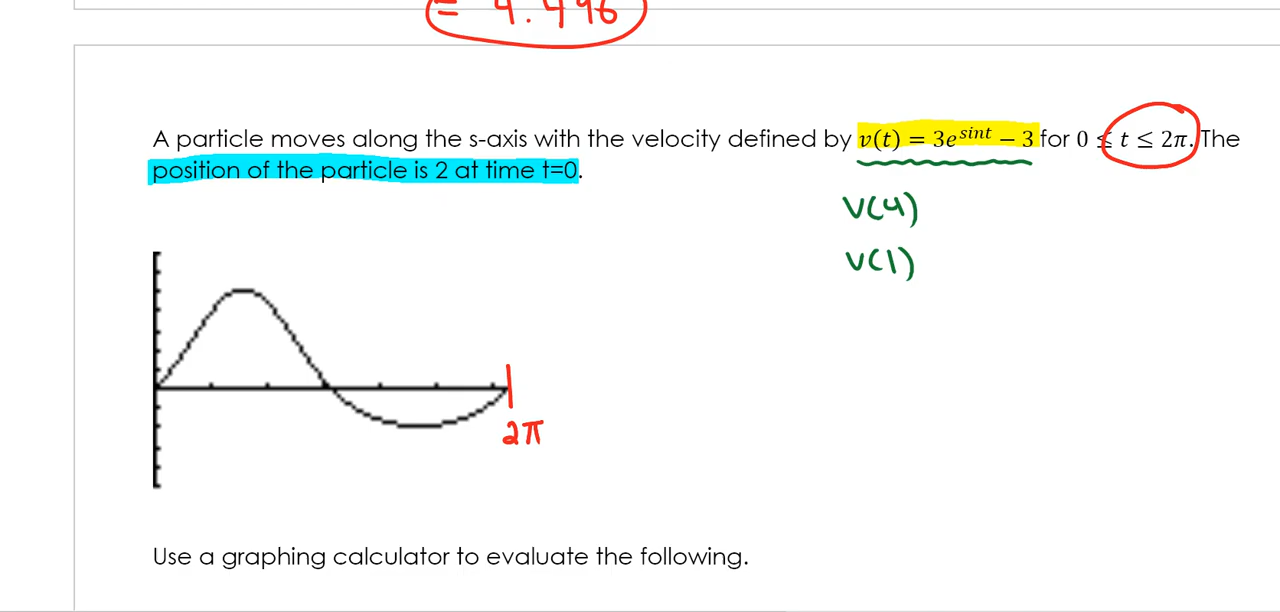 = 4.496
A particle moves along the s-axis with the velocity defined by v(t) = 3e^{sint} − 3 for 0 ≤ t ≤ 2π. The
position of the particle is 2 at time t=0.
v(4)
v(1)
2π
Use a graphing calculator to evaluate the following.